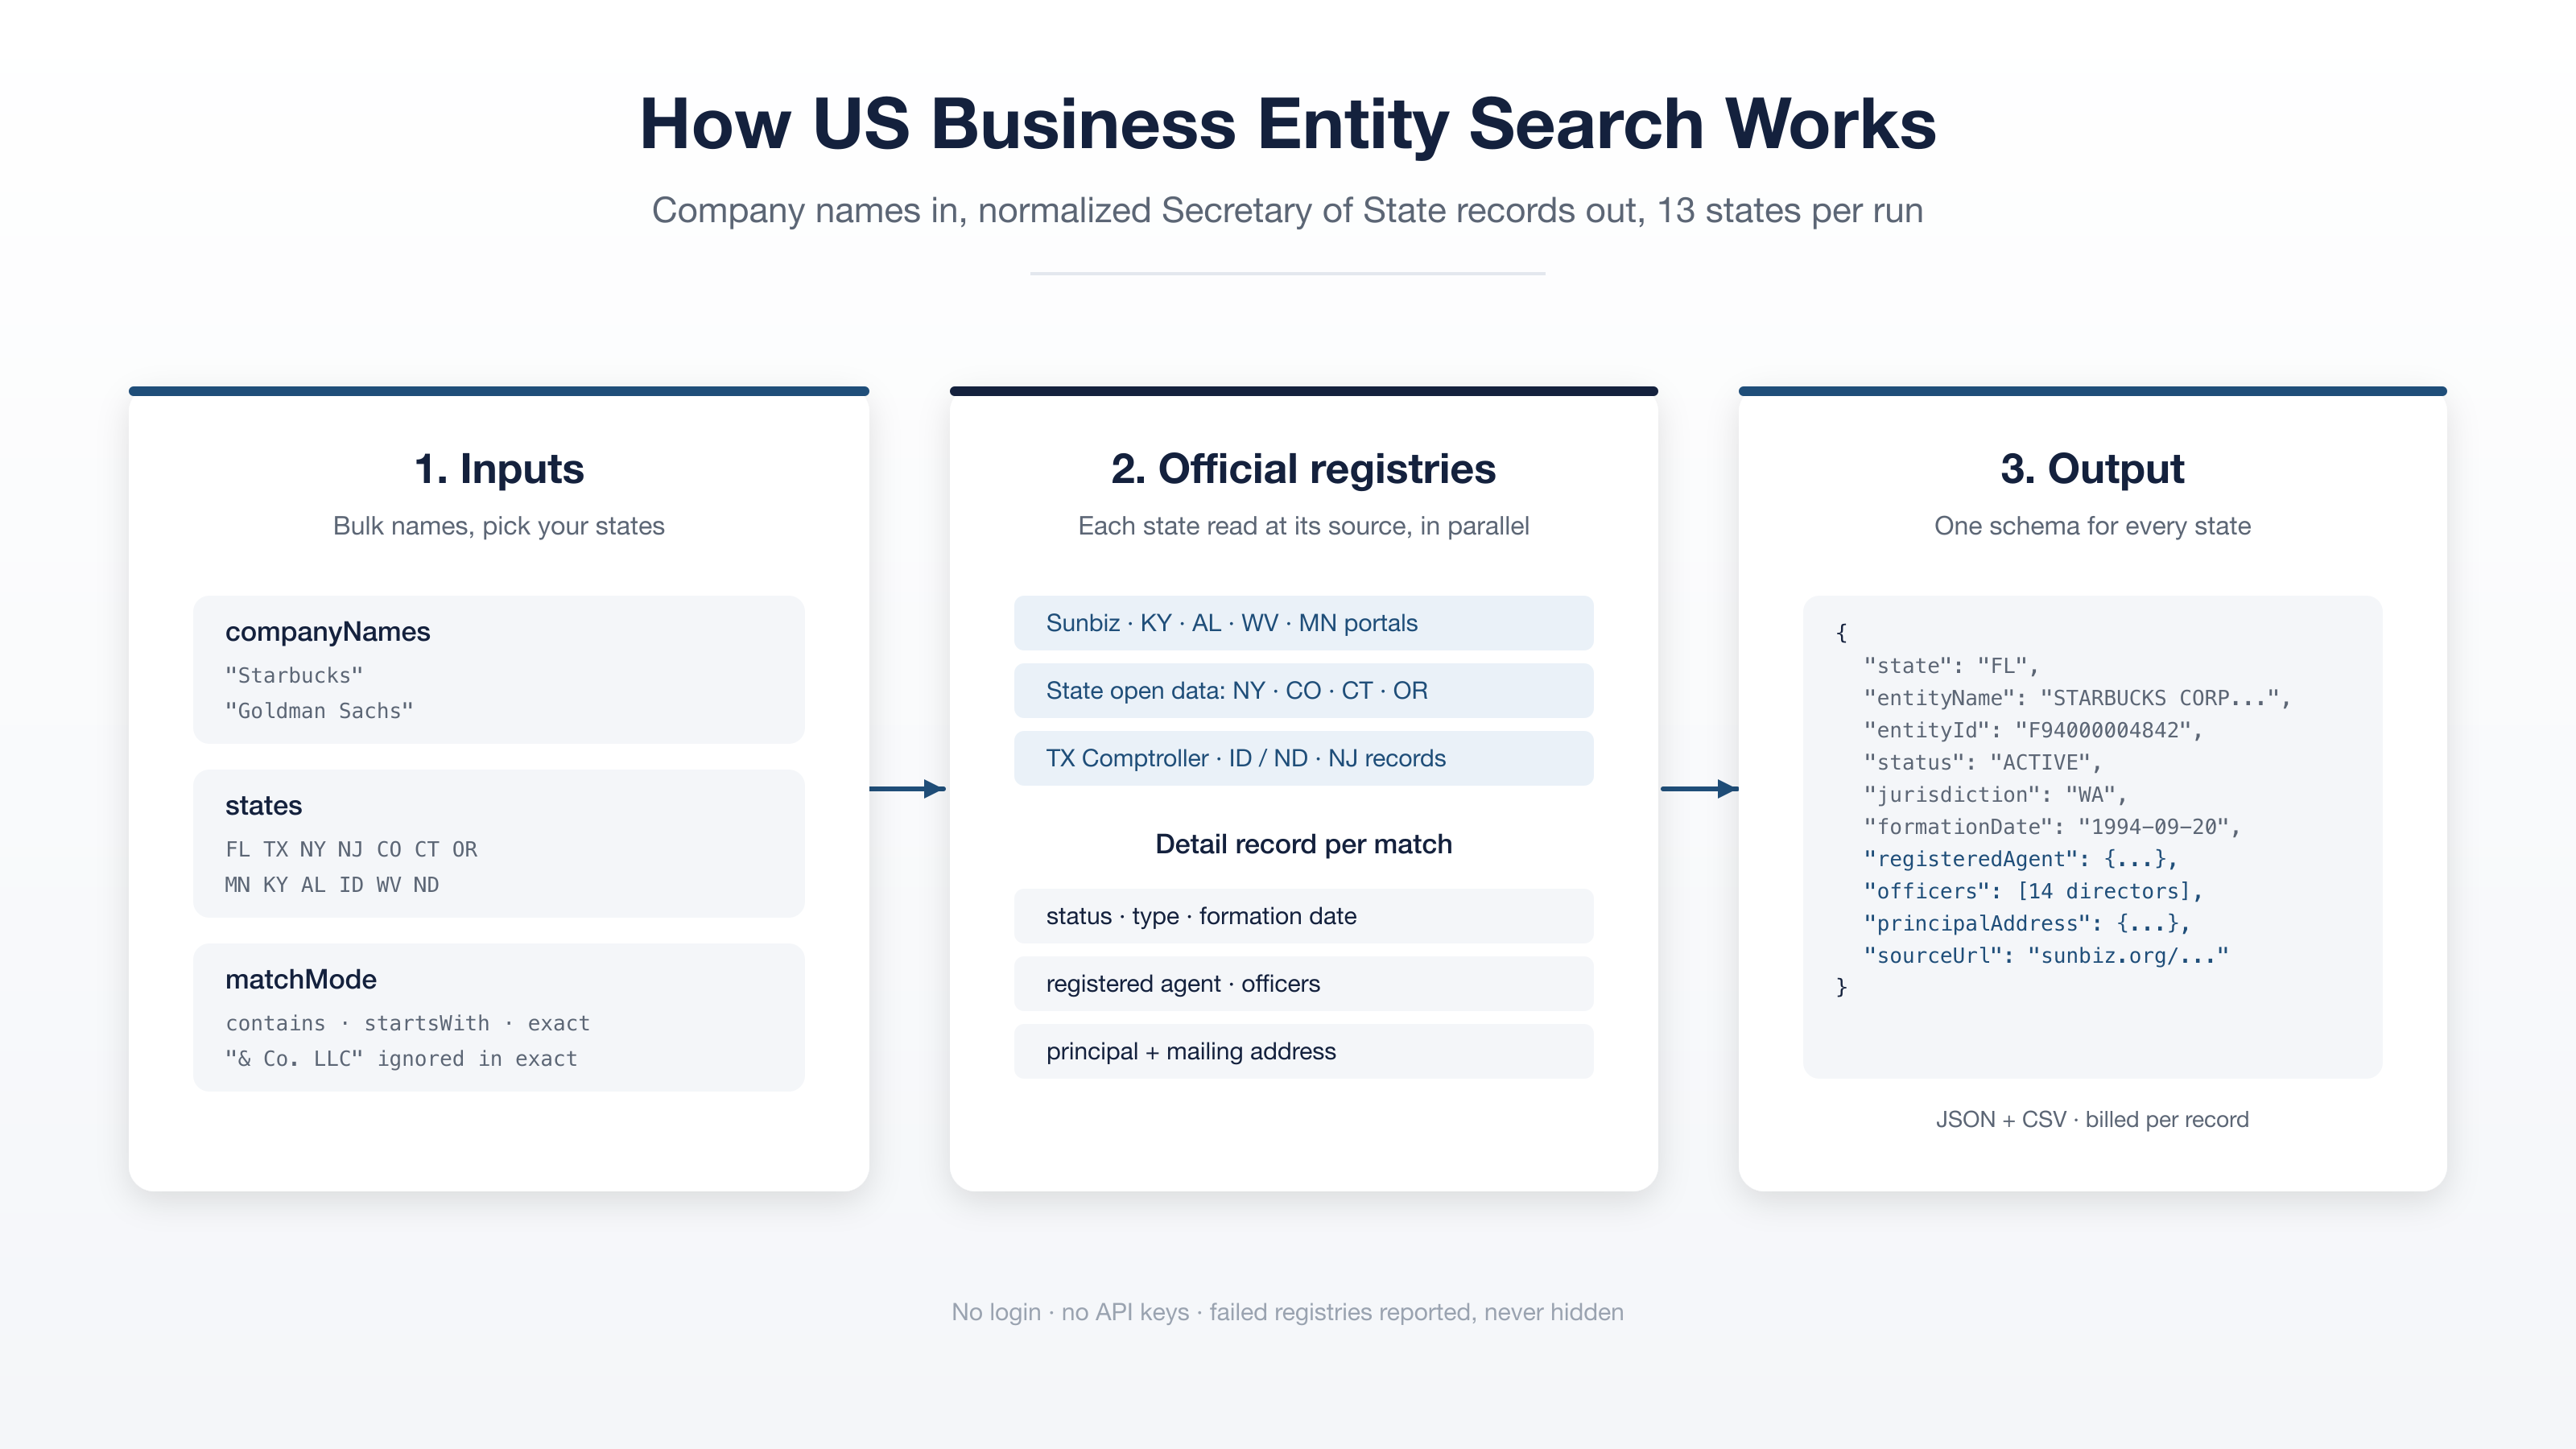 How US Business Entity Search Works
Company names in, normalized Secretary of State records out, 13 states per run
1. Inputs
Bulk names, pick your states
companyNames
"Starbucks"
"Goldman Sachs"
states
FL TX NY NJ CO CT OR
MN KY AL ID WV ND
matchMode
contains · startsWith · exact
"& Co. LLC" ignored in exact
2. Official registries
Each state read at its source, in parallel
Sunbiz · KY · AL · WV · MN portals
State open data: NY · CO · CT · OR
TX Comptroller · ID / ND · NJ records
Detail record per match
status · type · formation date
registered agent · officers
principal + mailing address
3. Output
One schema for every state
{
"state": "FL",
"entityName": "STARBUCKS CORP...",
"entityId": "F94000004842",
"status": "ACTIVE",
"jurisdiction": "WA",
"formationDate": "1994-09-20",
"registeredAgent": {...},
"officers": [14 directors],
"principalAddress": {...},
"sourceUrl": "sunbiz.org/..."
}
JSON + CSV · billed per record
No login · no API keys · failed registries reported, never hidden